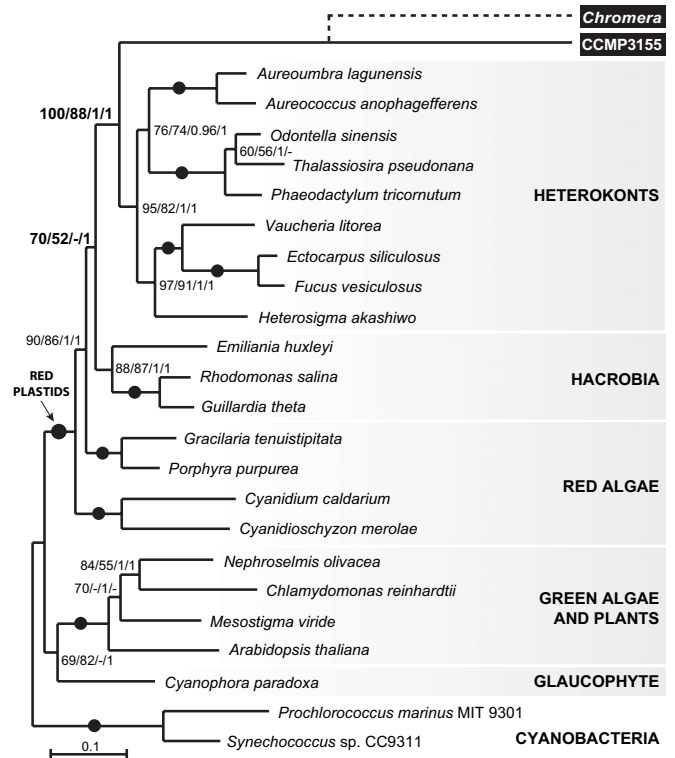 Chromera
CCMP3155
Aureoumbra lagunensis
Aureococcus anophagefferens
100/88/1/1
76/74/0.96/1
Odontella sinensis
60/56/1/-
Thalassiosira pseudonana
Phaeodactylum tricornutum
HETEROKONTS
95/82/1/1
Vaucheria litorea
70/52/-/1
Ectocarpus siliculosus
97/91/1/1
Fucus vesiculosus
Heterosigma akashiwo
90/86/1/1
Emiliania huxleyi
88/87/1/1
RED
PLASTIDS
Rhodomonas salina
HACROBIA
Guillardia theta
Gracilaria tenuistipitata
Porphyra purpurea
RED ALGAE
Cyanidium caldarium
Cyanidioschyzon merolae
Nephroselmis olivacea
84/55/1/1
70/-/1/-
Chlamydomonas reinhardtii
GREEN ALGAE
AND PLANTS
Mesostigma viride
Arabidopsis thaliana
69/82/-/1
Cyanophora paradoxa
GLAUCOPHYTE
Prochlorococcus marinus MIT 9301
Synechococcus sp. CC9311
CYANOBACTERIA
0.1